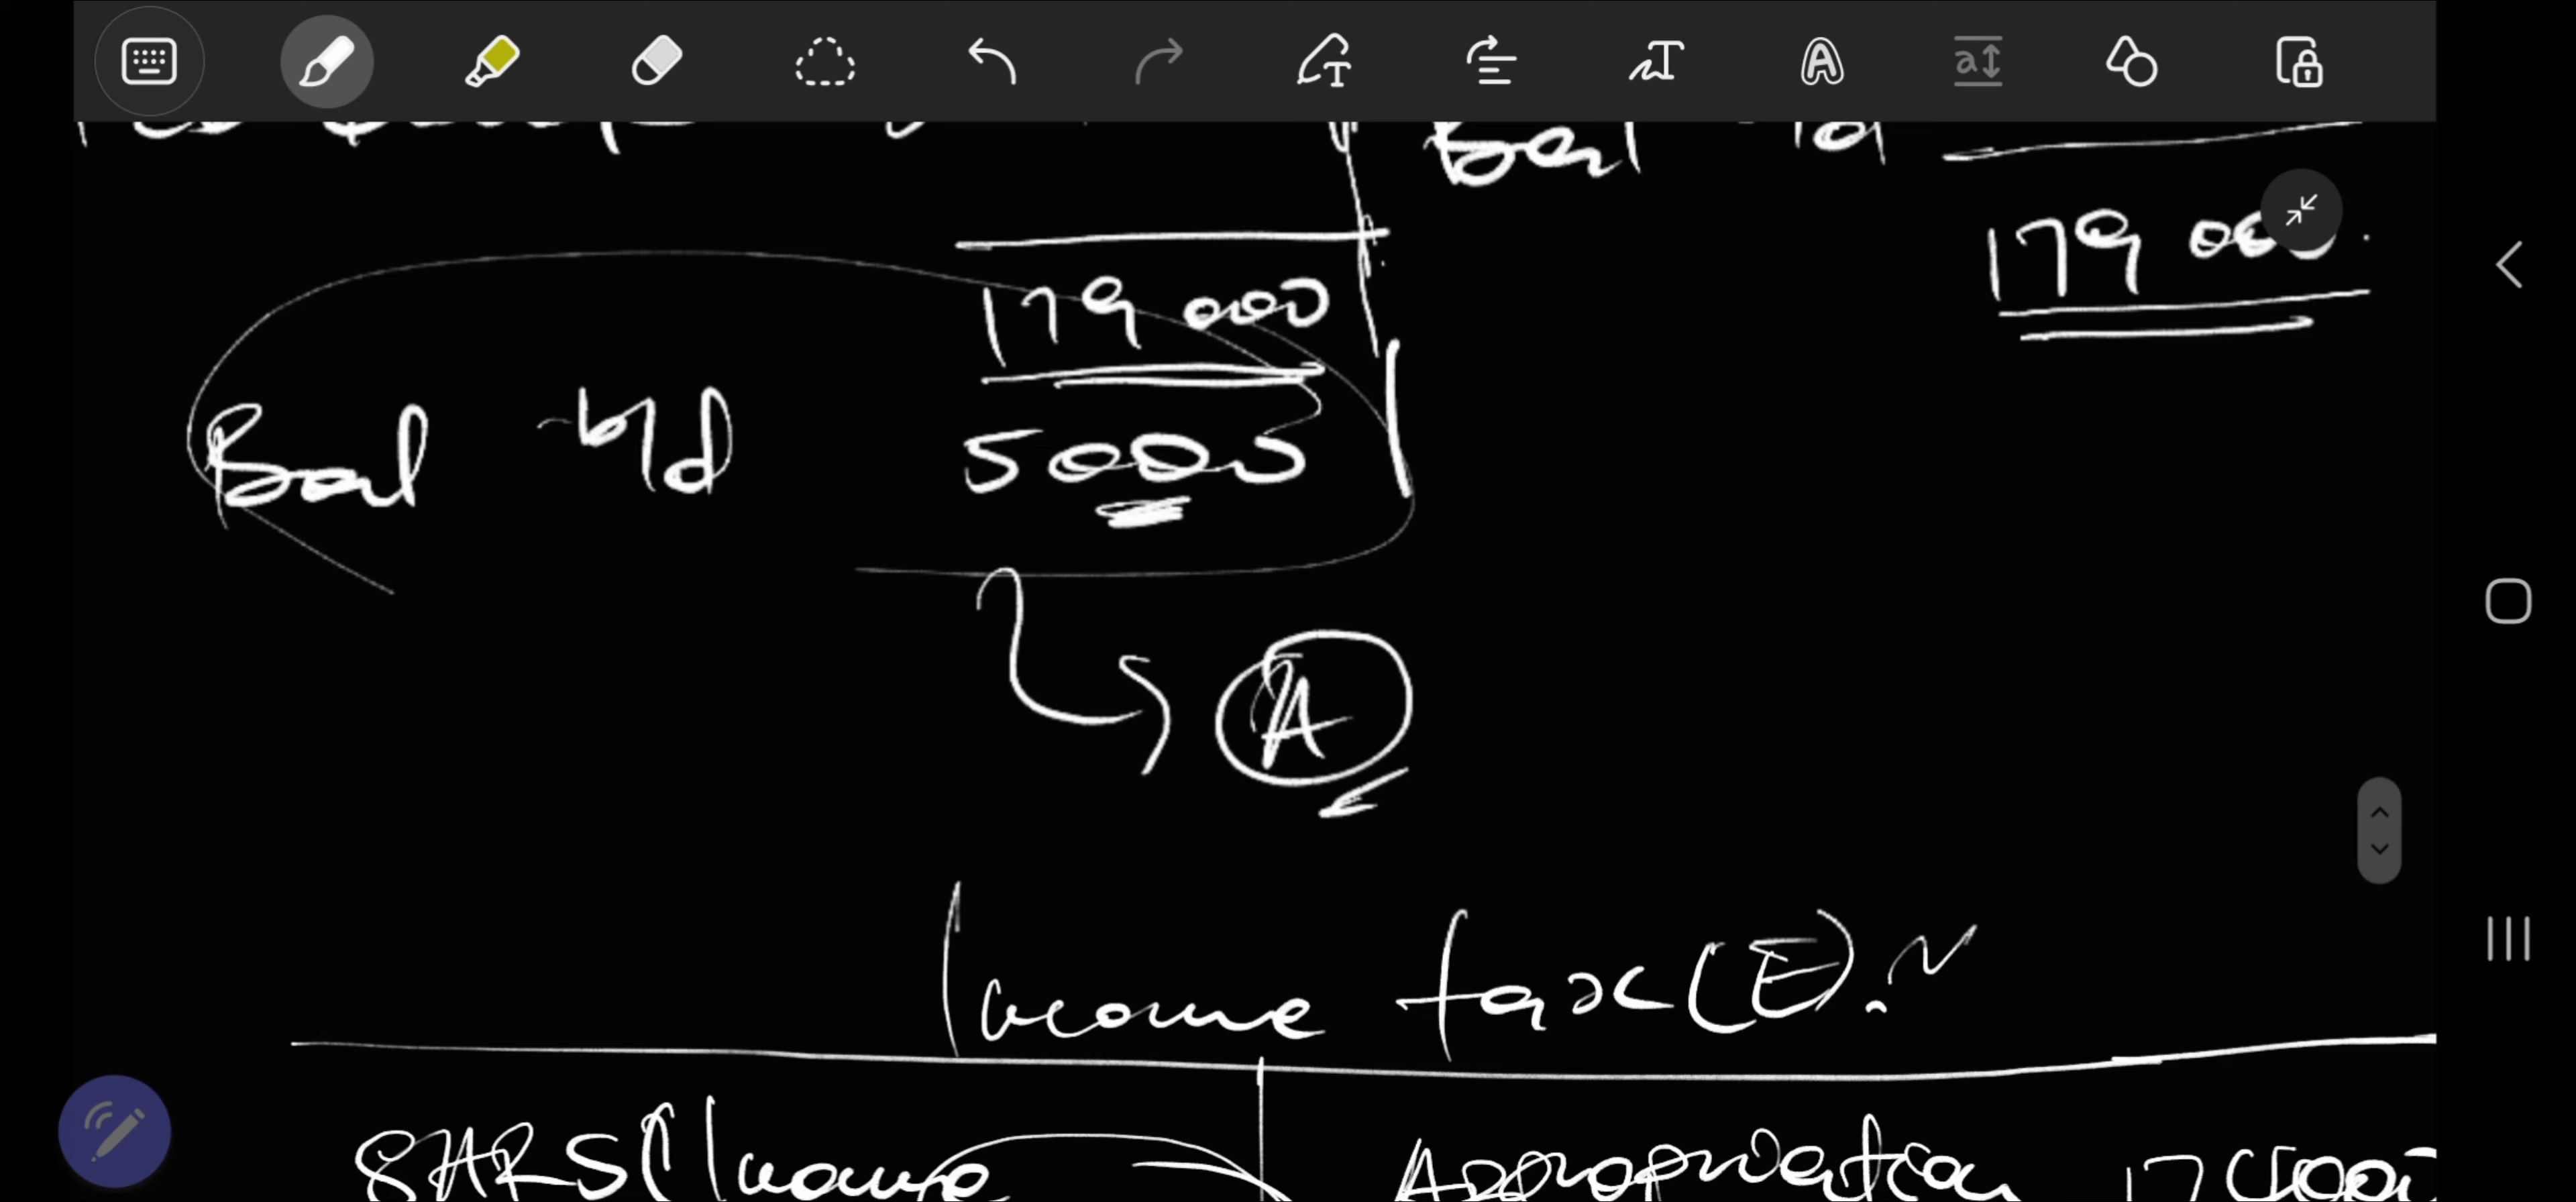 Bal
179 000
179 000
Bal b/d 5000
A
Income tax (E).
SARS (Income
Appropriation